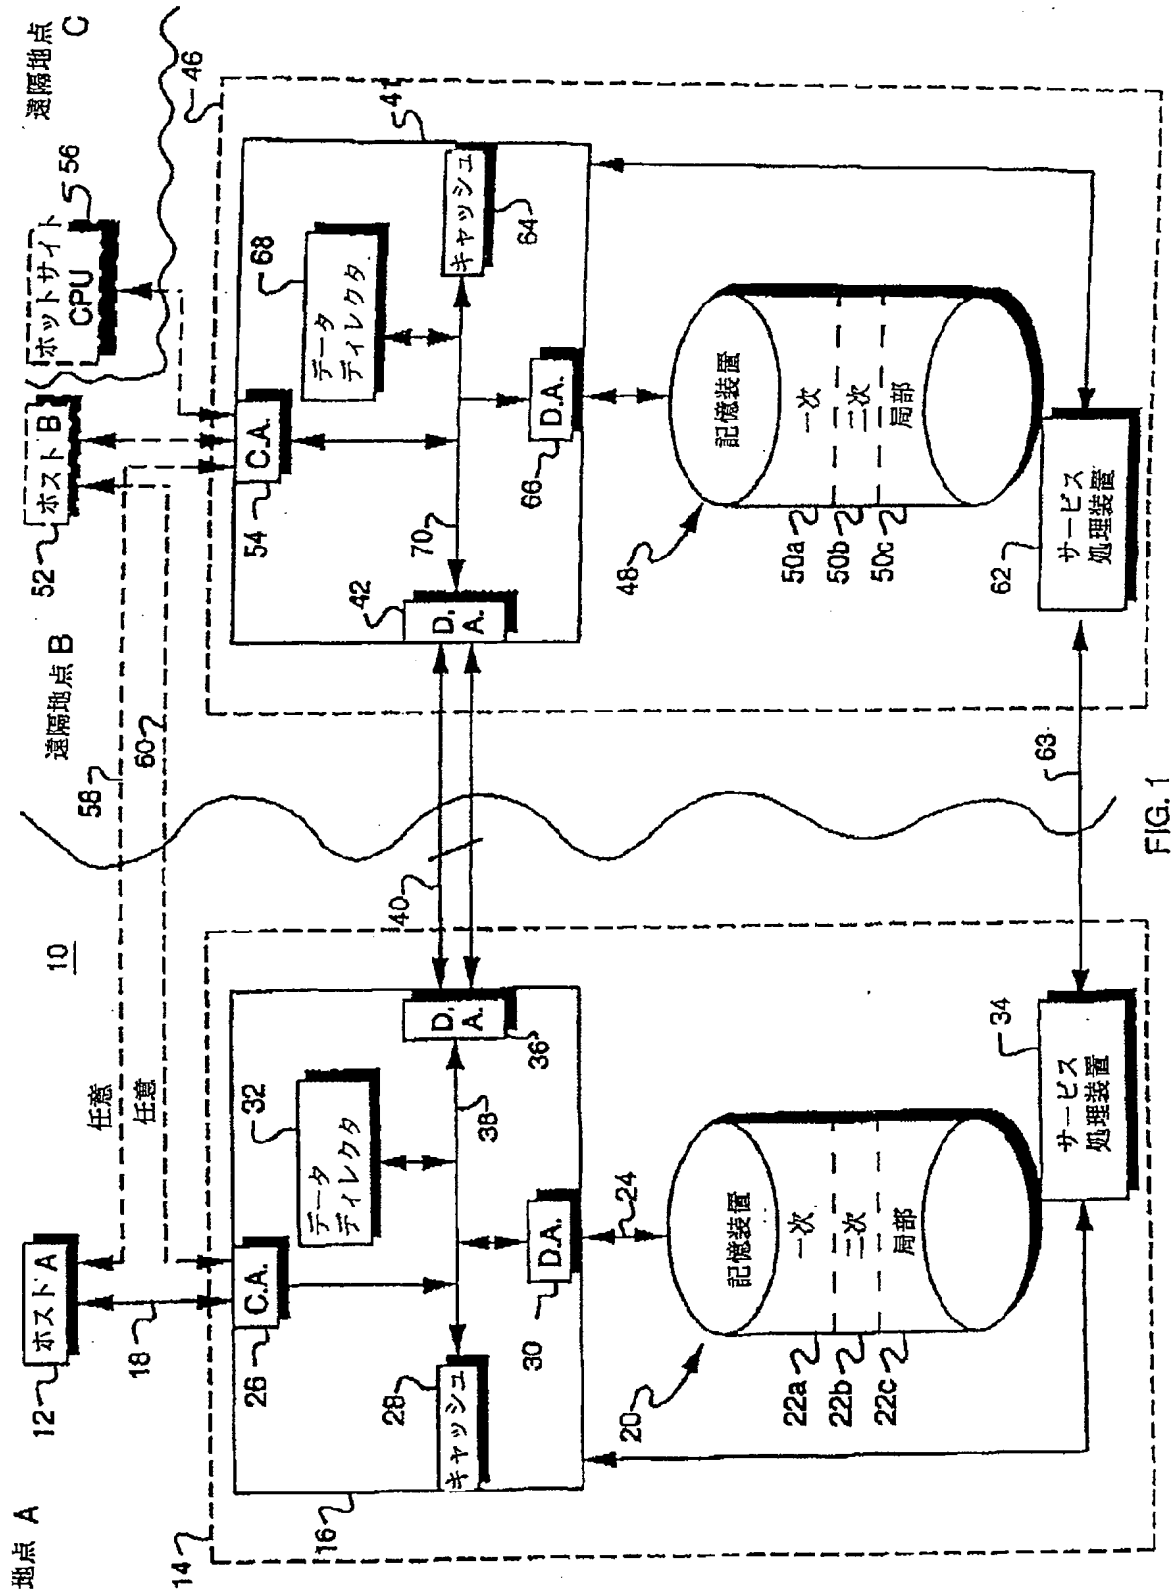 地点 A
12
ホストA
18
10
任意
任意
58
60
遠隔地点B
52
ホストB
ホットサイト
CPU
56
遠隔地点
C
14
16
26
C.A.
データ
ディレクタ
32
28
キャッシュ
38
D.
A.
36
30
D.A.
24
20
記憶装置
22a
一次
22b
二次
22c
局部
34
サービス
処理装置
40
63
46
41
54
C.A.
データ
ディレクタ
68
キャッシュ
64
70
42
D.
A.
66
D.A.
48
記憶装置
50a
一次
50b
二次
50c
局部
62
サービス
処理装置
FIG. 1